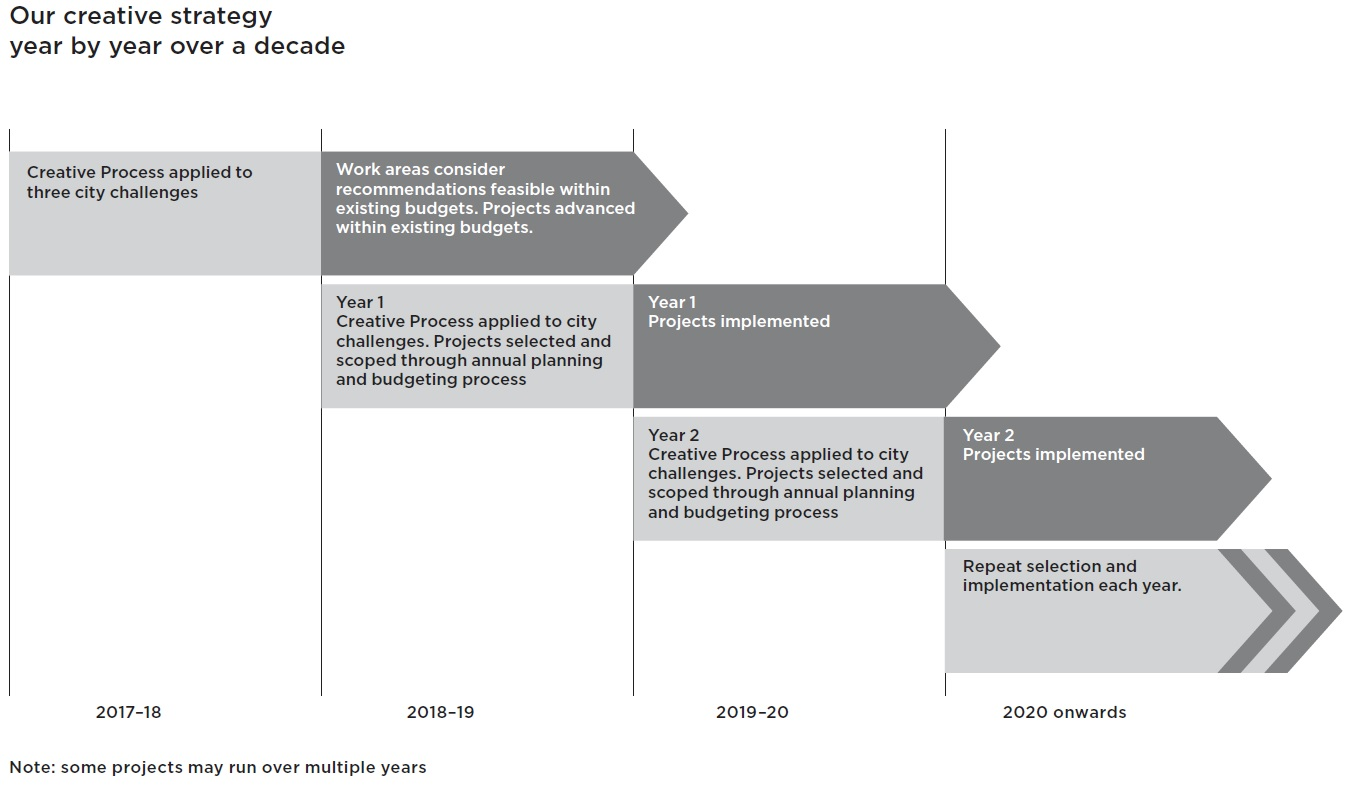 Our creative strategy
year by year over a decade
Creative Process applied to
three city challenges
Work areas consider
recommendations feasible within
existing budgets. Projects advanced
within existing budgets.
Year 1
Creative Process applied to city
challenges. Projects selected and
scoped through annual planning
and budgeting process
Year 1
Projects implemented
Year 2
Creative Process applied to city
challenges. Projects selected and
scoped through annual planning
and budgeting process
Year 2
Projects implemented
Repeat selection and
implementation each year.
2017–18
2018–19
2019–20
2020 onwards
Note: some projects may run over multiple years